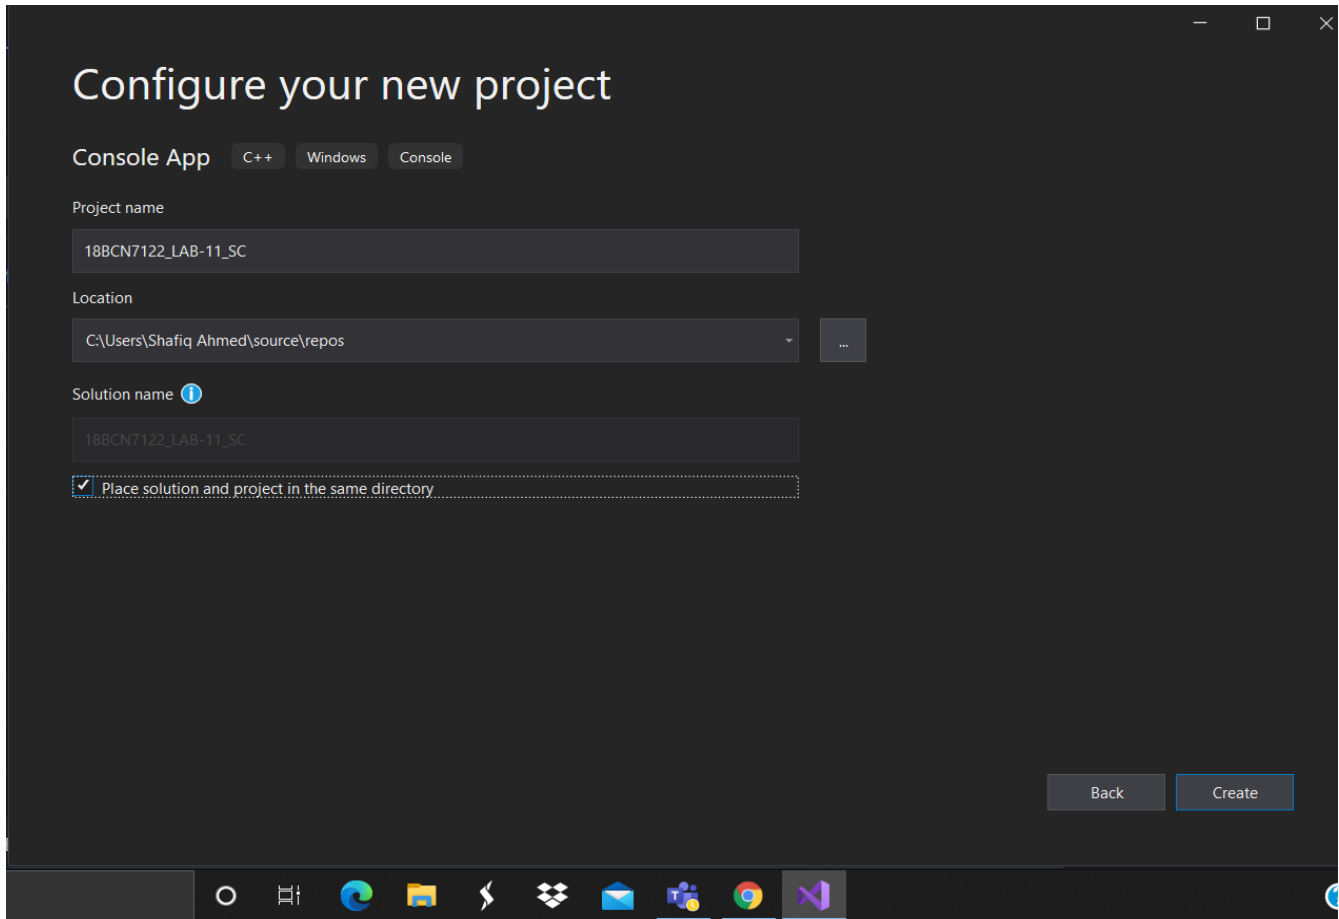 Configure your new project
Console App C++ Windows Console
Project name
18BCN7122_LAB-11_SC
Location
C:\Users\Shafiq Ahmed\source\repos
...
Solution name
18BCN7122_LAB-11_SC
Place solution and project in the same directory
Back Create